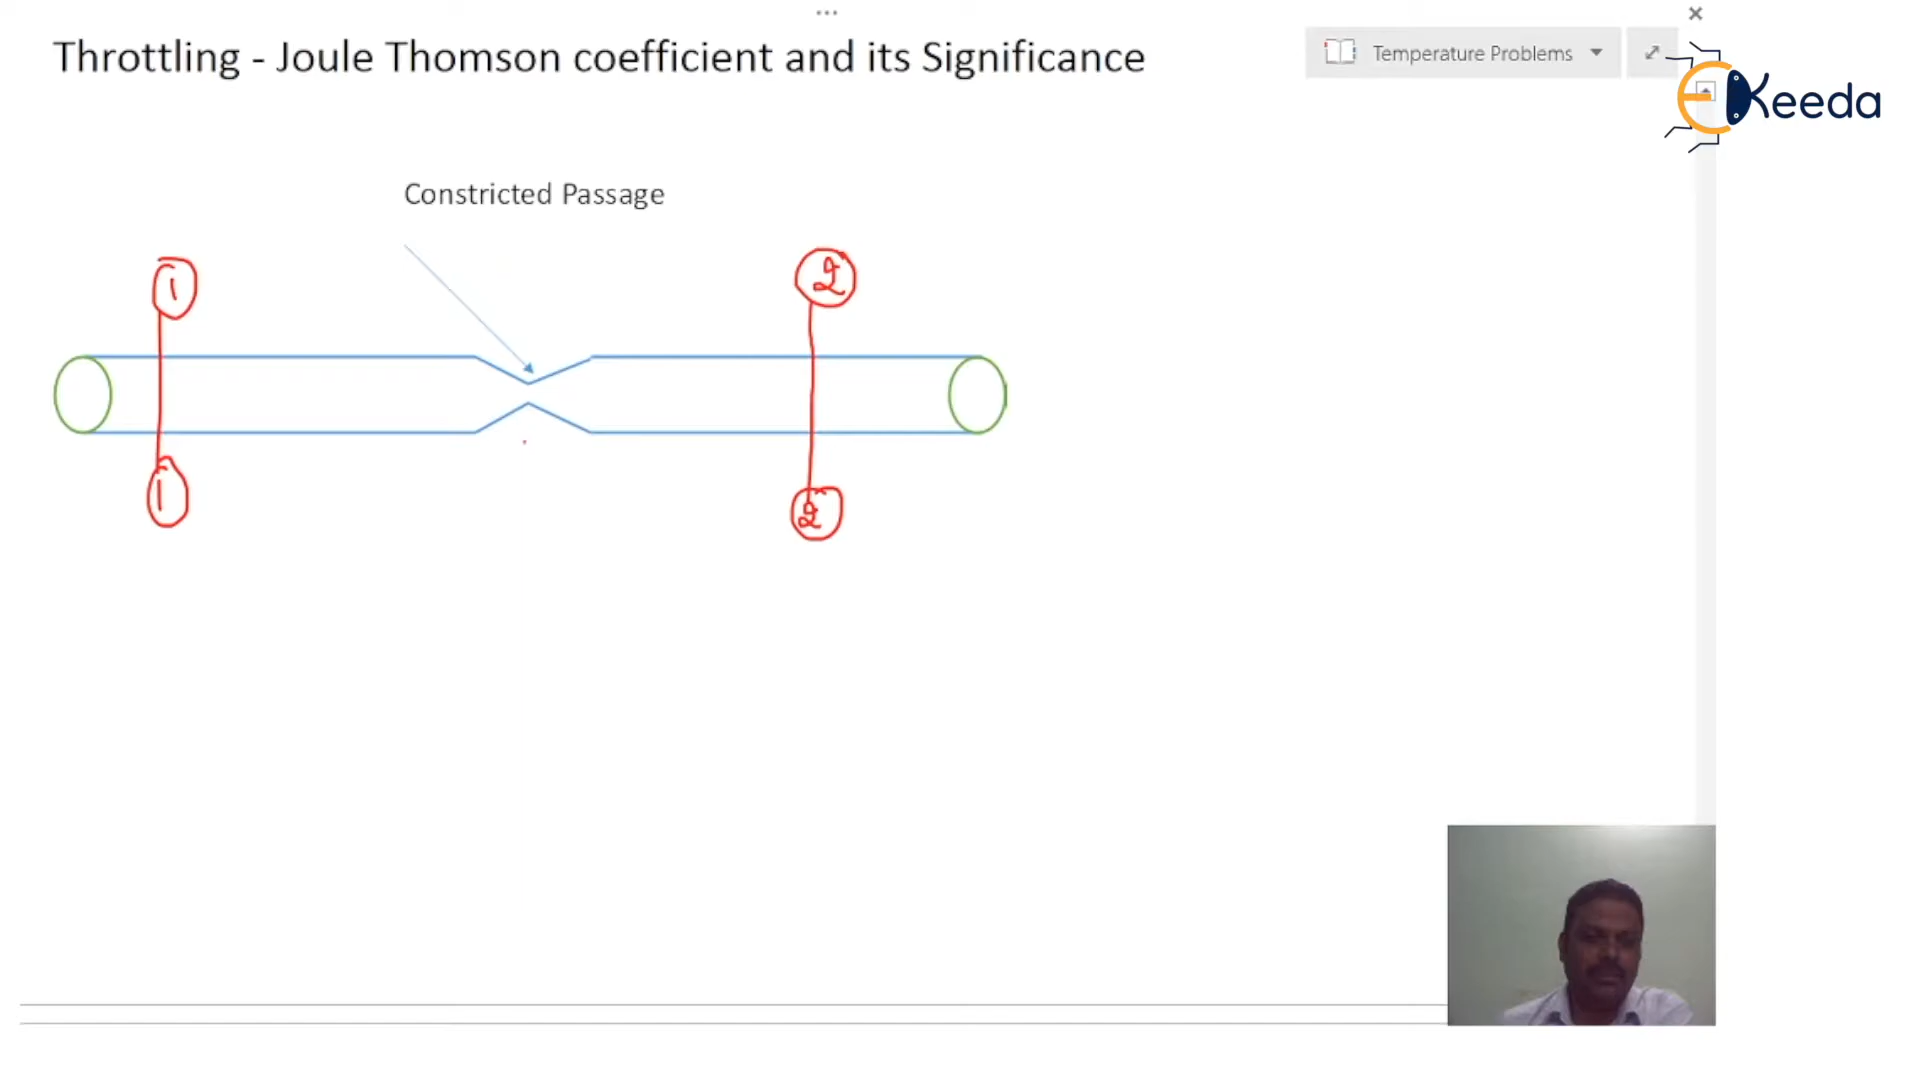 Throttling - Joule Thomson coefficient and its Significance
Temperature Problems
Keeda
Constricted Passage
1
2
1
2